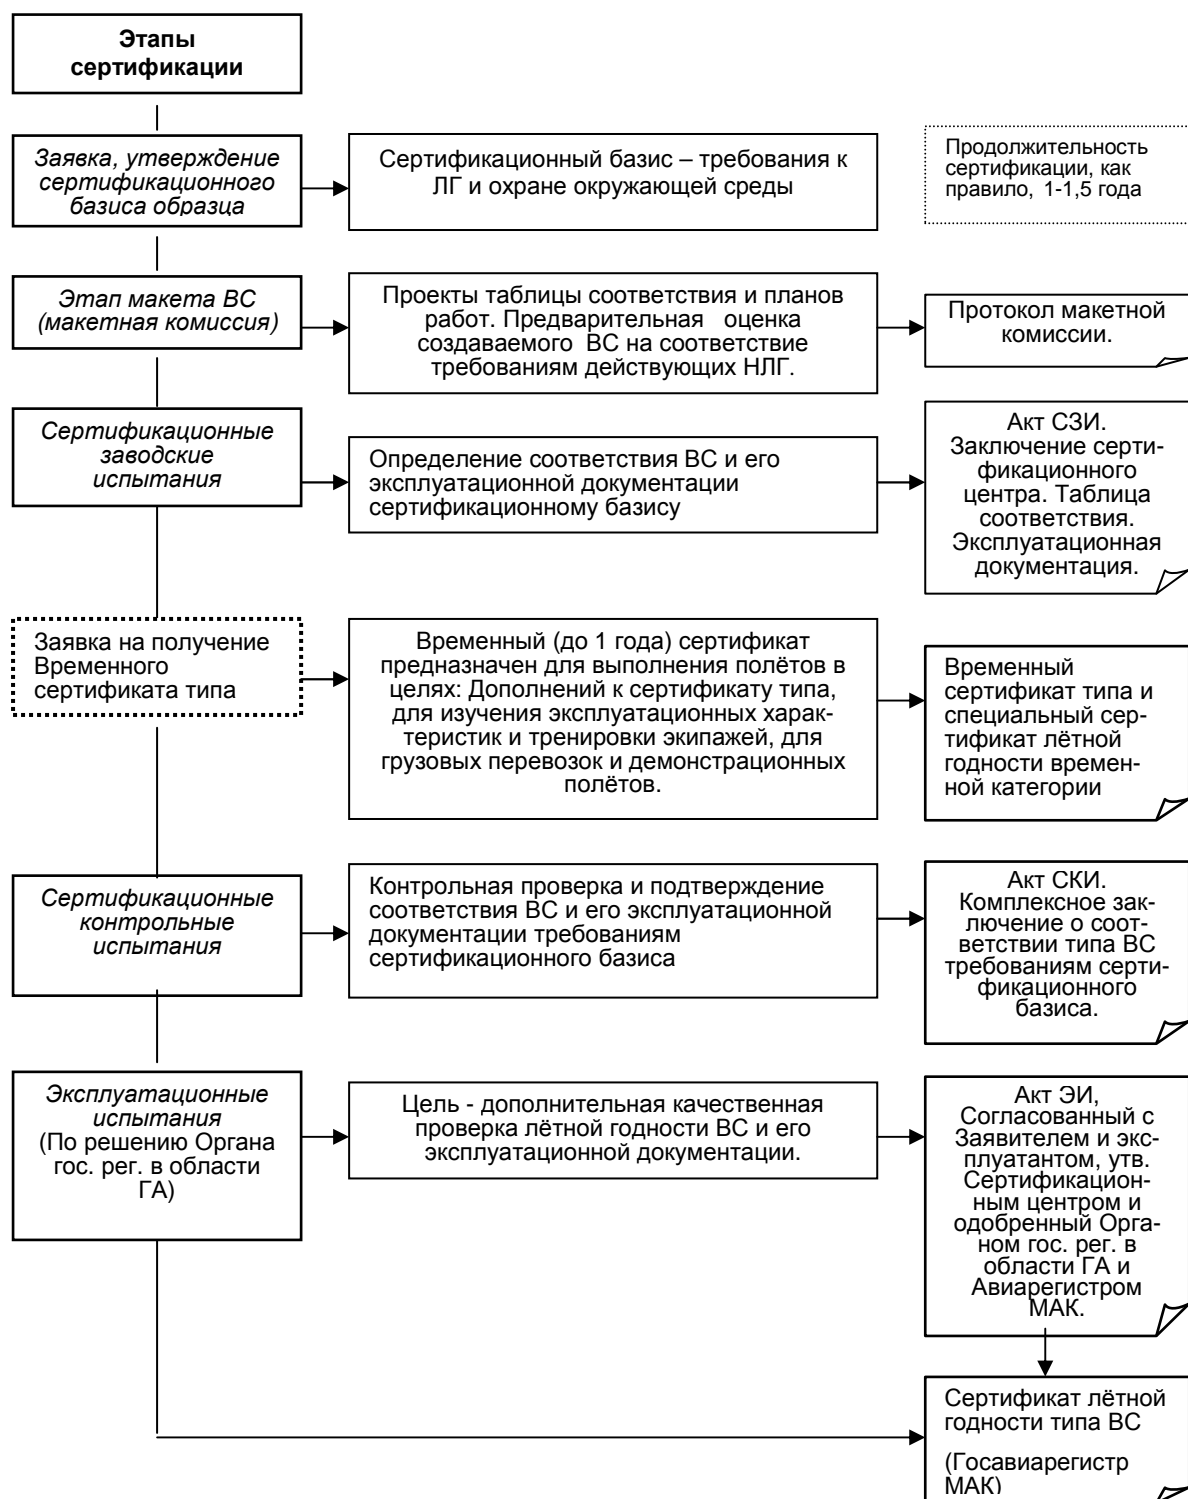 Этапы
сертификации
Заявка, утверждение
сертификационного
базиса образца
Сертификационный базис – требования к
ЛГ и охране окружающей среды
Продолжительность
сертификации, как
правило, 1-1,5 года
Этап макета ВС
(макетная комиссия)
Проекты таблицы соответствия и планов
работ. Предварительная оценка
создаваемого ВС на соответствие
требованиям действующих НЛГ.
Протокол макетной
комиссии.
Сертификационные
заводские
испытания
Определение соответствия ВС и его
эксплуатационной документации
сертификационному базису
Акт СЗИ.
Заключение серти-
фикационного
центра. Таблица
соответствия.
Эксплуатационная
документация.
Заявка на получение
Временного
сертификата типа
Временный (до 1 года) сертификат
предназначен для выполнения полётов в
целях: Дополнений к сертификату типа,
для изучения эксплуатационных харак-
теристик и тренировки экипажей, для
грузовых перевозок и демонстрационных
полётов.
Временный
сертификат типа и
специальный сер-
тификат лётной
годности времен-
ной категории
Сертификационные
контрольные
испытания
Контрольная проверка и подтверждение
соответствия ВС и его эксплуатационной
документации требованиям
сертификационного базиса
Акт СКИ.
Комплексное зак-
лючение о соот-
ветствии типа ВС
требованиям серти-
фикационного
базиса.
Эксплуатационные
испытания
(По решению Органа
гос. рег. в области
ГА)
Цель - дополнительная качественная
проверка лётной годности ВС и его
эксплуатационной документации.
Акт ЭИ,
Согласованный с
Заявителем и экс-
плуатантом, утв.
Сертификацион-
ным центром и
одобренный Орга-
ном гос. рег. в
области ГА и
Авиарегистром
МАК.
Сертификат лётной
годности типа ВС
(Госавиарегистр
МАК)